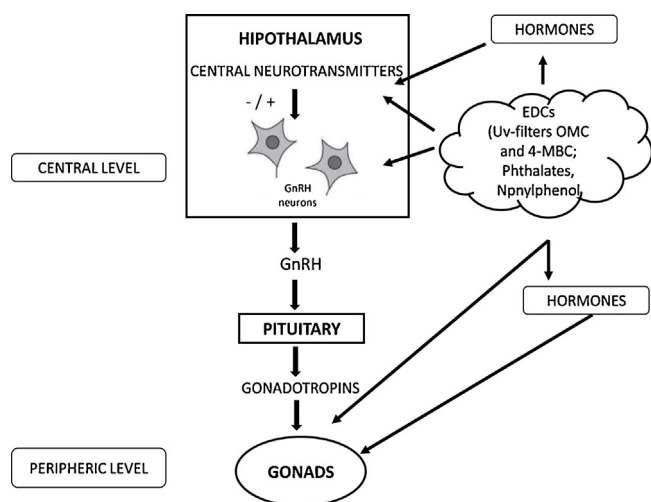 HIPOTHALAMUS
CENTRAL NEUROTRANSMITTERS
- / +
GnRH
neurons
HORMONES
EDCs
(Uv-filters OMC
and 4-MBC;
Phthalates,
Npnylphenol
CENTRAL LEVEL
GnRH
HORMONES
PITUITARY
GONADOTROPINS
PERIPHERIC LEVEL
GONADS